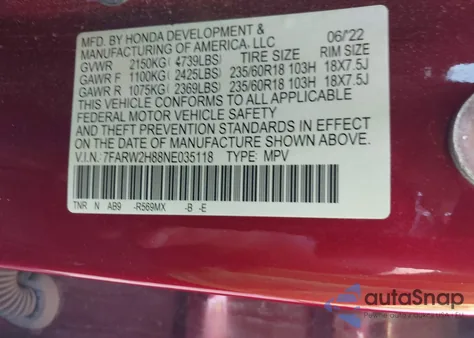 MFD. BY HONDA DEVELOPMENT & 06/'22
MANUFACTURING OF AMERICA, LLC
GVWR 2150KG( 4739LBS) TIRE SIZE RIM SIZE
GAWR F 1100KG( 2425LBS) 235/60R18 103H 18X7.5J
GAWR R 1075KG( 2369LBS) 235/60R18 103H 18X7.5J
THIS VEHICLE CONFORMS TO ALL APPLICABLE
FEDERAL MOTOR VEHICLE SAFETY
AND THEFT PREVENTION STANDARDS IN EFFECT
ON THE DATE OF MANUFACTURE SHOWN ABOVE.
V.I.N.: 7FARW2H88NE035118 TYPE: MPV
TNR N AB9 -R569MX -B -E
autoSnap